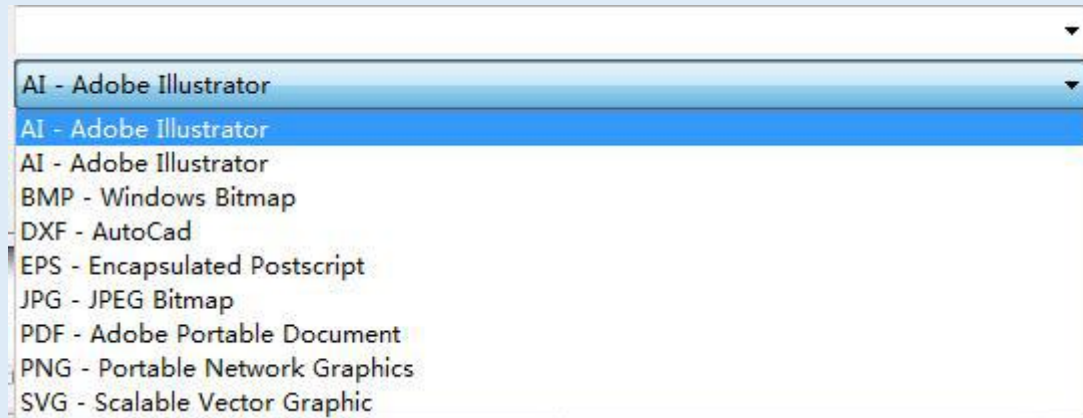 AI - Adobe Illustrator
AI - Adobe Illustrator
AI - Adobe Illustrator
BMP - Windows Bitmap
DXF - AutoCad
EPS - Encapsulated Postscript
JPG - JPEG Bitmap
PDF - Adobe Portable Document
PNG - Portable Network Graphics
SVG - Scalable Vector Graphic